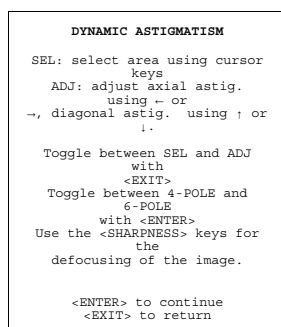 DYNAMIC ASTIGMATISM
SEL: select area using cursor
keys
ADJ: adjust axial astig.
using ← or
→, diagonal astig. using ↑ or
↓.
Toggle between SEL and ADJ
with
<EXIT>
Toggle between 4-POLE and
6-POLE
with <ENTER>
Use the <SHARPNESS> keys for
the
defocusing of the image.
<ENTER> to continue
<EXIT> to return